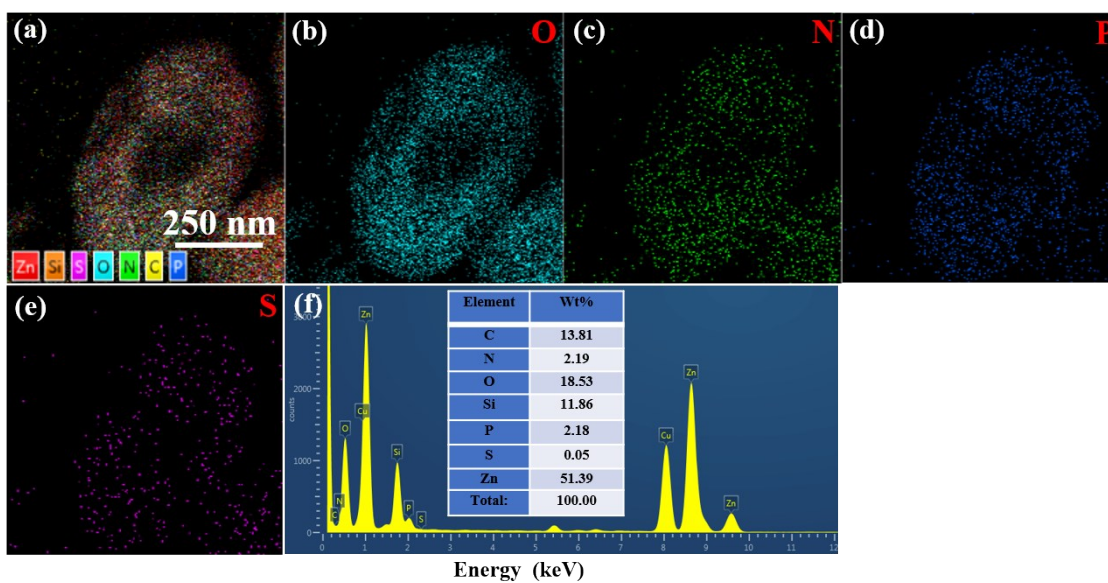 (a)
250 nm
Zn Si S O N C P
(b) O
(c) N
(d) P
(e) S
(f)
Element Wt%
C 13.81
N 2.19
O 18.53
Si 11.86
P 2.18
S 0.05
Zn 51.39
Total: 100.00
3000
2000
1000
0
counts
Zn
Cu
O
Si
N
C
P
S
Cu
Zn
Zn
0 1 2 3 4 5 6 7 8 9 10 11 12
Energy (keV)